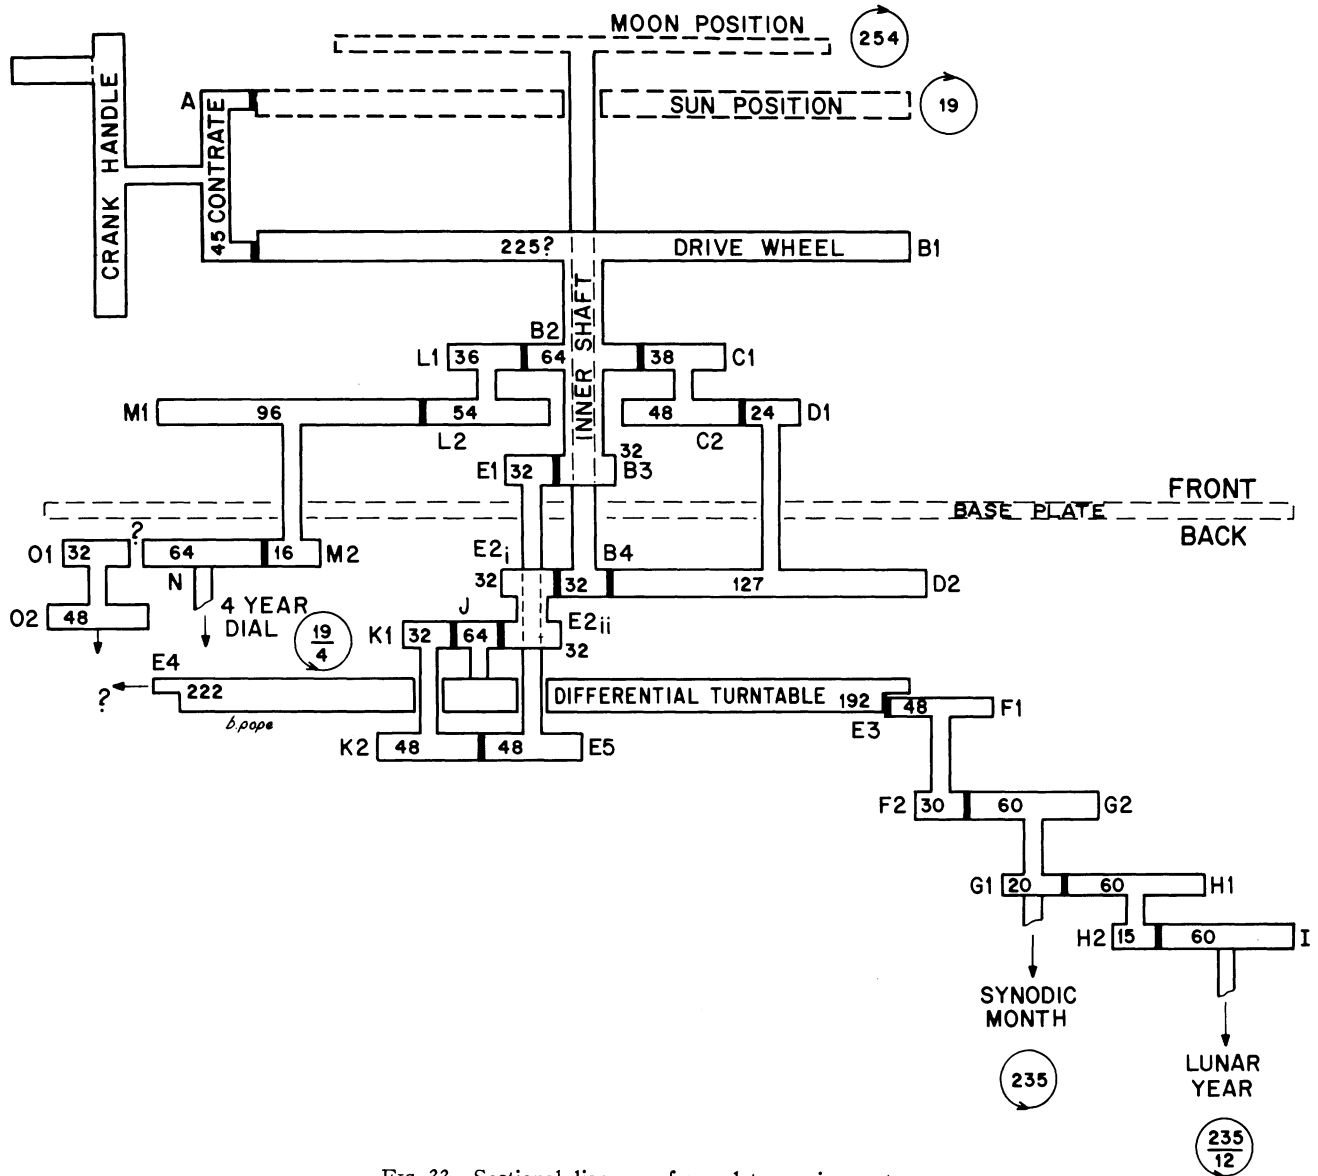 MOON POSITION
254
A
SUN POSITION
19
CRANK HANDLE
45 CONTRATE
225?
DRIVE WHEEL
B1
INNER SHAFT
B2
L1
36
64
38
C1
M1
96
54
48
24
D1
L2
C2
32
E1
32
B3
FRONT
BASE PLATE
BACK
?
O1
32
64
16
M2
N
E2i
B4
32
32
127
D2
O2
48
4 YEAR
DIAL
19
4
J
K1
32
64
E2ii
32
E4
?
222
DIFFERENTIAL TURNTABLE
192
b.pope
E3
48
F1
K2
48
48
E5
F2
30
60
G2
G1
20
60
H1
H2
15
60
I
SYNODIC
MONTH
235
LUNAR
YEAR
235
12